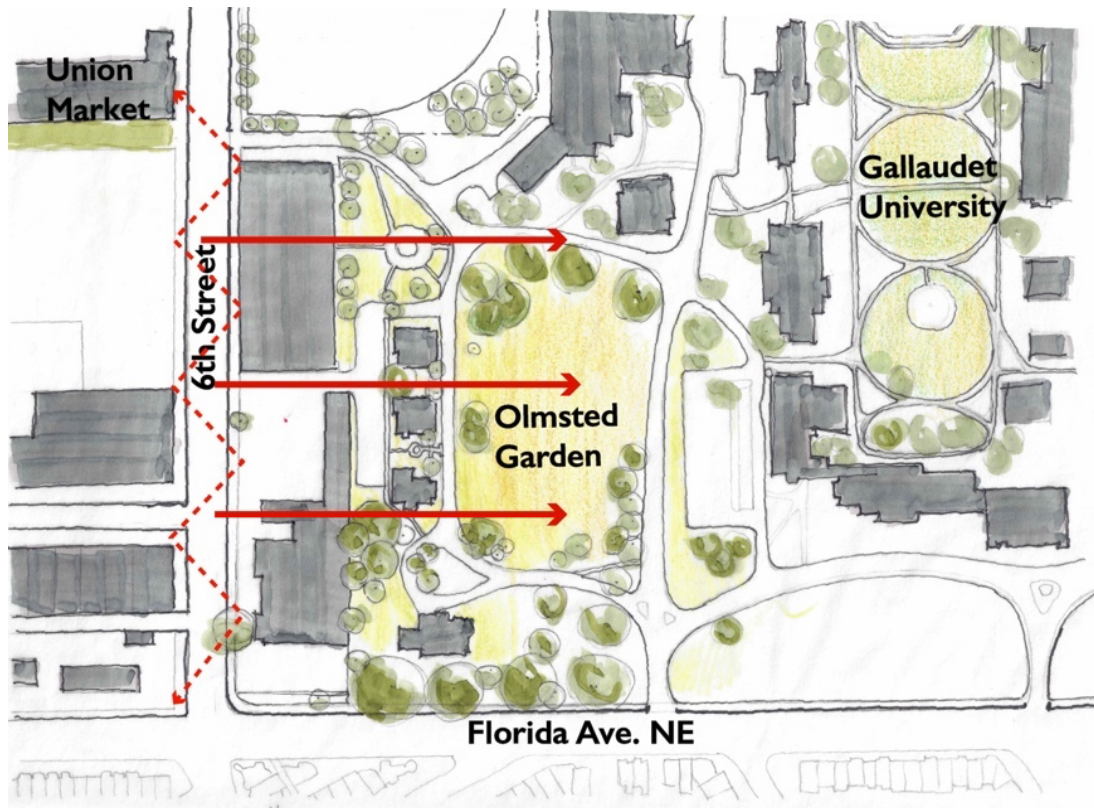 Union
Market
Gallaudet
University
6th Street
Olmsted
Garden
Florida Ave. NE